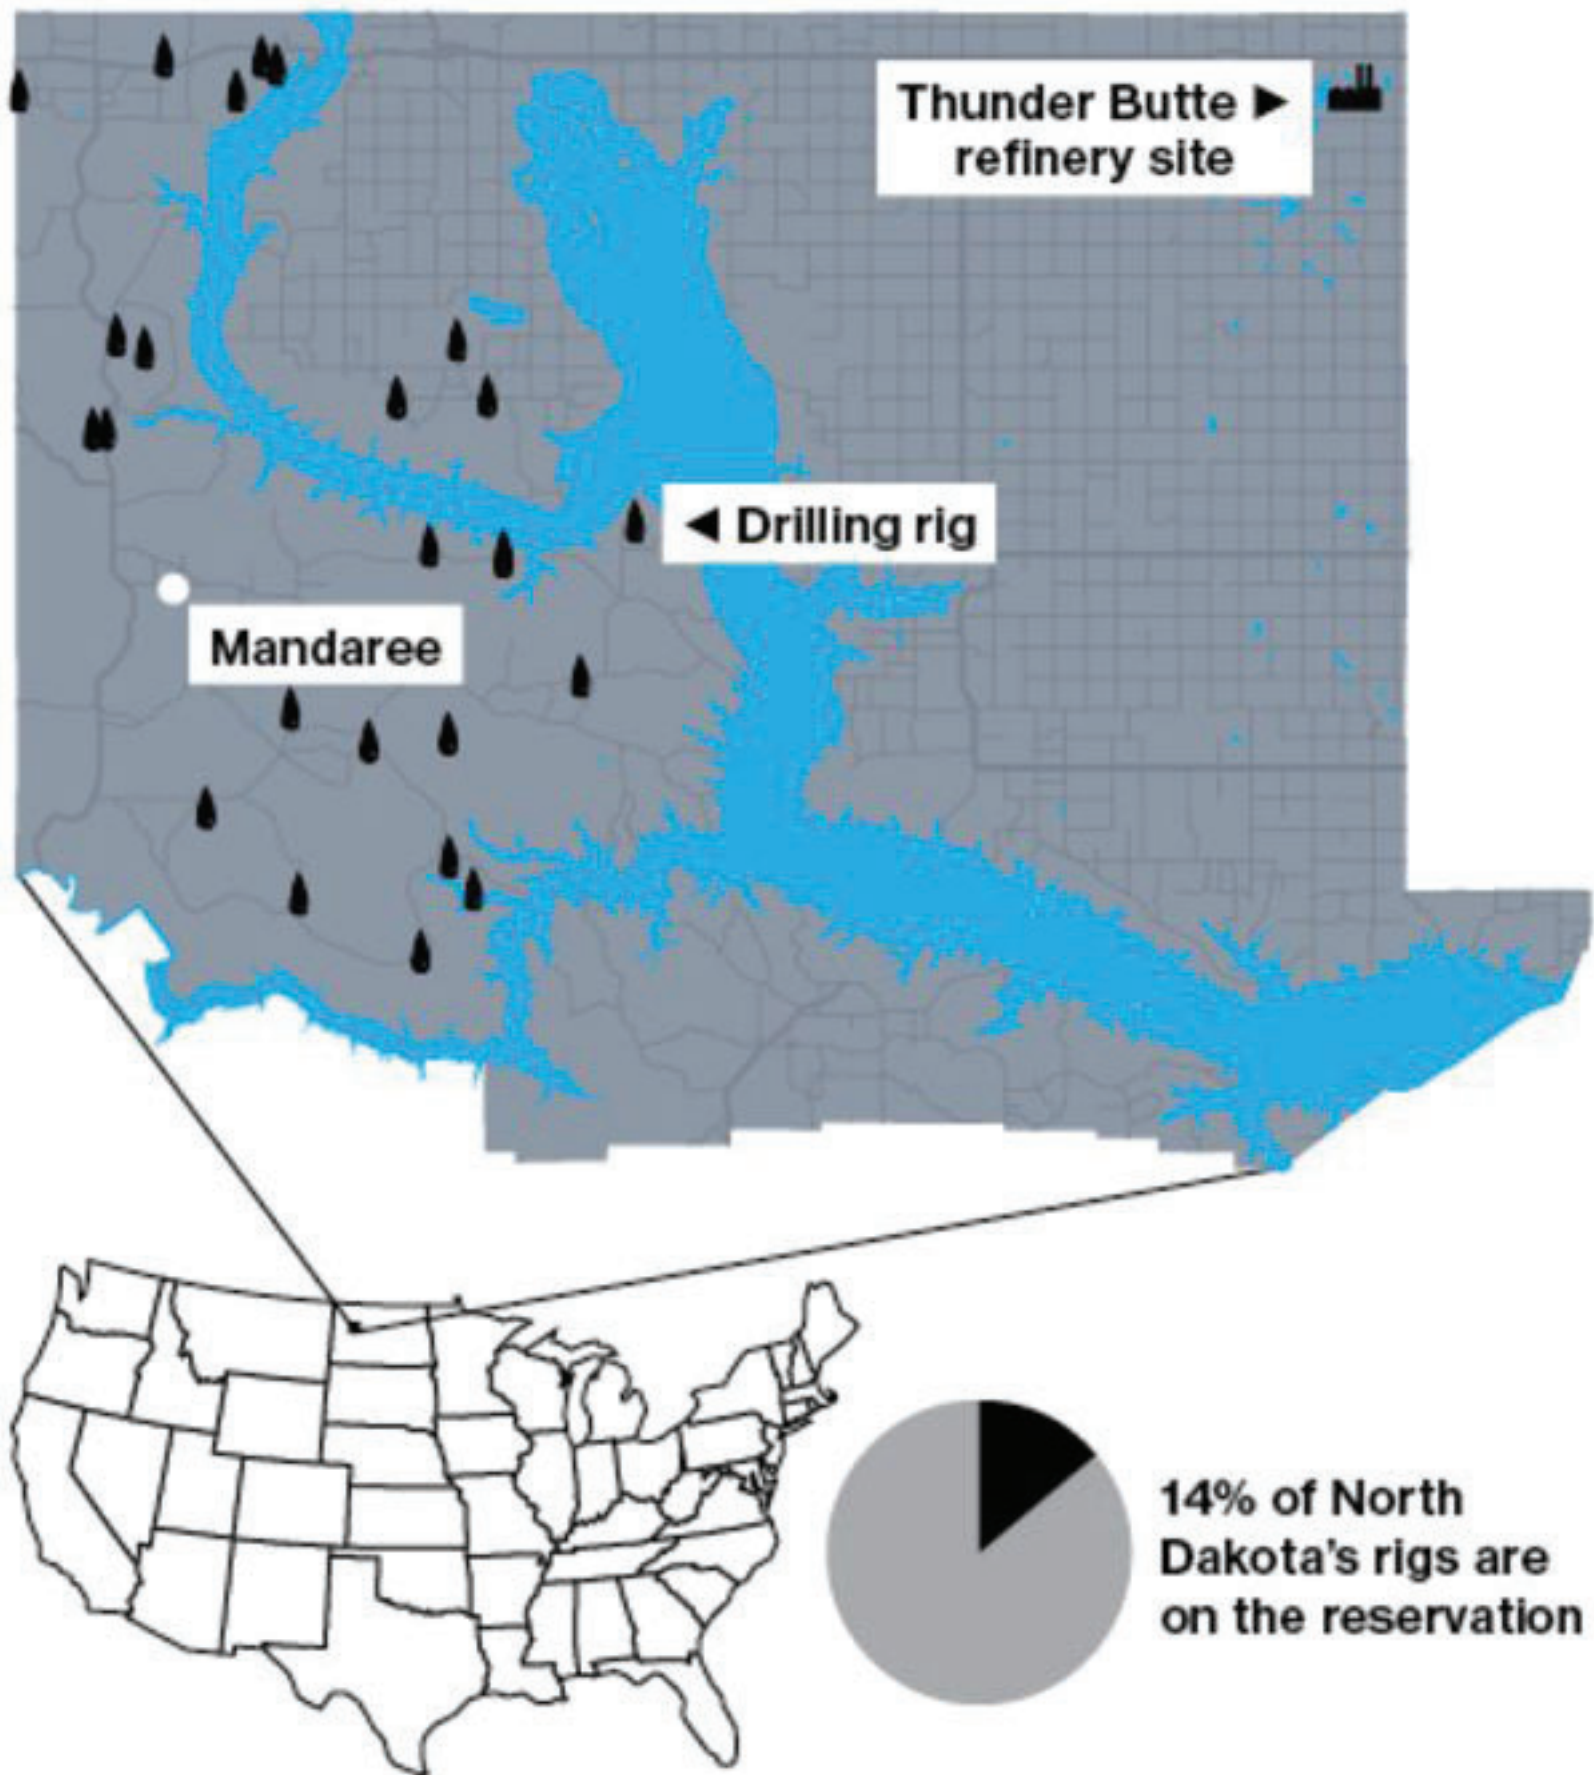 Thunder Butte ►
refinery site
◄ Drilling rig
Mandaree
14% of North
Dakota’s rigs are
on the reservation